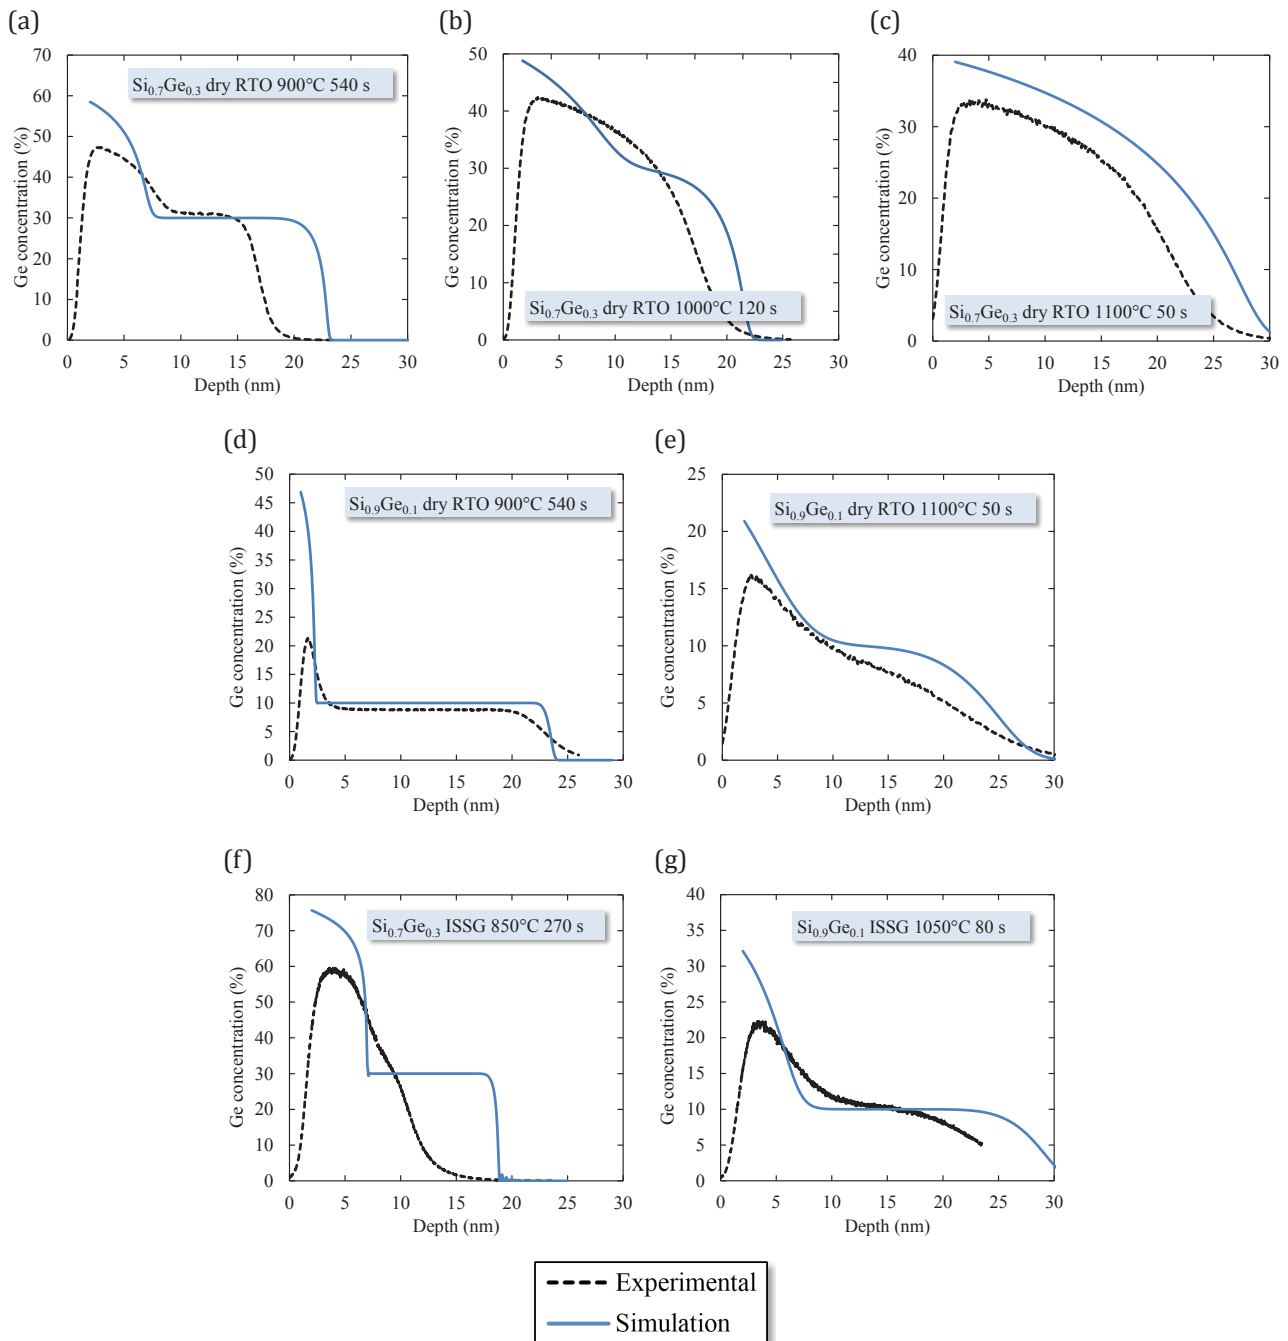 (a)
70
60
50
40
30
20
10
0
Ge concentration (%)
Si0.7Ge0.3 dry RTO 900°C 540 s
0 5 10 15 20 25 30
Depth (nm)
(b)
50
40
30
20
10
0
Ge concentration (%)
Si0.7Ge0.3 dry RTO 1000°C 120 s
0 5 10 15 20 25 30
Depth (nm)
(c)
40
30
20
10
0
Ge concentration (%)
Si0.7Ge0.3 dry RTO 1100°C 50 s
0 5 10 15 20 25 30
Depth (nm)
(d)
50
45
40
35
30
25
20
15
10
5
0
Ge concentration (%)
Si0.9Ge0.1 dry RTO 900°C 540 s
0 5 10 15 20 25 30
Depth (nm)
(e)
25
20
15
10
5
0
Ge concentration (%)
Si0.9Ge0.1 dry RTO 1100°C 50 s
0 5 10 15 20 25 30
Depth (nm)
(f)
80
70
60
50
40
30
20
10
0
Ge concentration (%)
Si0.7Ge0.3 ISSG 850°C 270 s
0 5 10 15 20 25 30
Depth (nm)
(g)
40
35
30
25
20
15
10
5
0
Ge concentration (%)
Si0.9Ge0.1 ISSG 1050°C 80 s
0 5 10 15 20 25 30
Depth (nm)
Experimental
Simulation